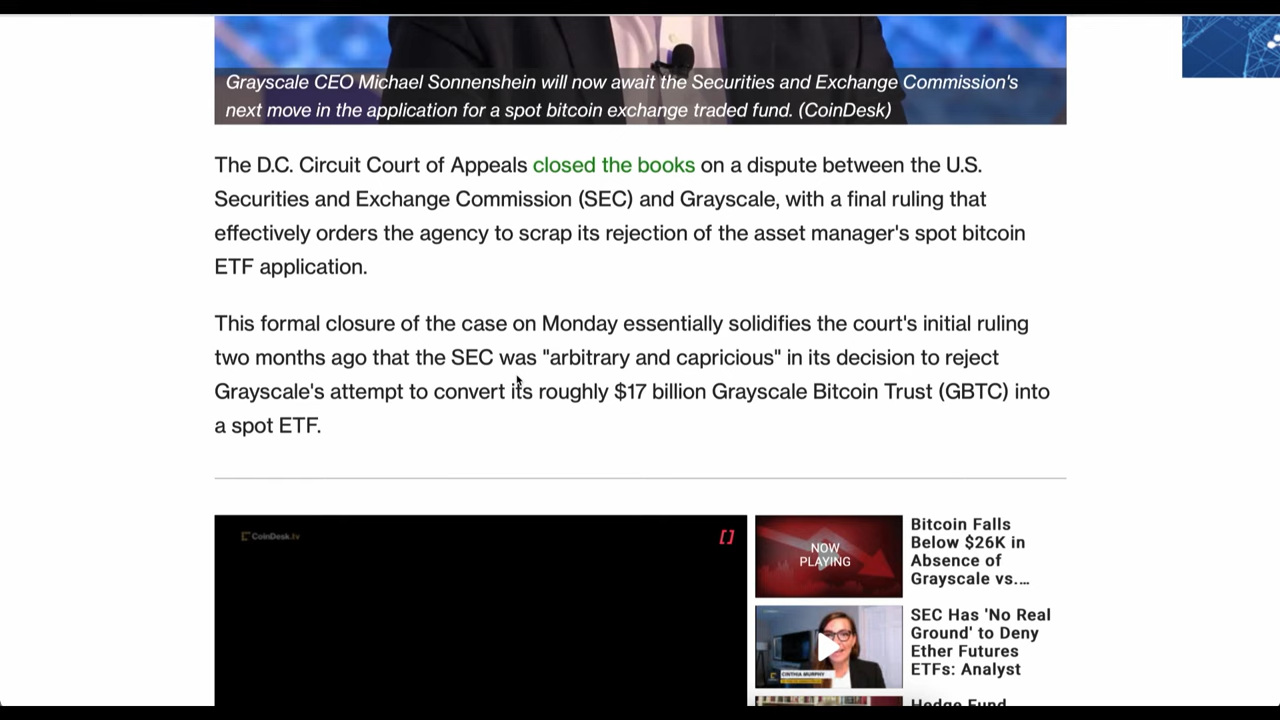 Grayscale CEO Michael Sonnenshein will now await the Securities and Exchange Commission's
next move in the application for a spot bitcoin exchange traded fund. (CoinDesk)
The D.C. Circuit Court of Appeals closed the books on a dispute between the U.S.
Securities and Exchange Commission (SEC) and Grayscale, with a final ruling that
effectively orders the agency to scrap its rejection of the asset manager's spot bitcoin
ETF application.
This formal closure of the case on Monday essentially solidifies the court's initial ruling
two months ago that the SEC was "arbitrary and capricious" in its decision to reject
Grayscale's attempt to convert its roughly $17 billion Grayscale Bitcoin Trust (GBTC) into
a spot ETF.
CoinDesk.tv
[]
NOW
PLAYING
Bitcoin Falls
Below $26K in
Absence of
Grayscale vs....
CINTHIA MURPHY
SEC Has 'No Real
Ground' to Deny
Ether Futures
ETFs: Analyst
Hedge Fund